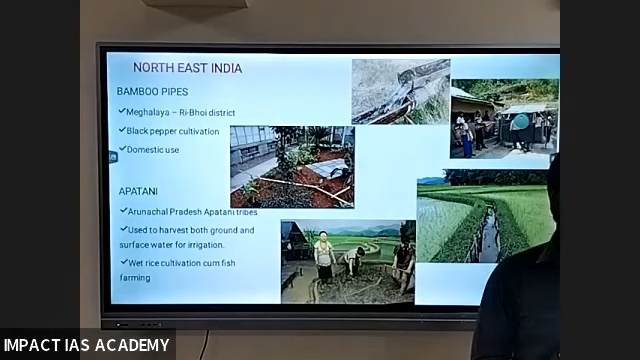 NORTH EAST INDIA
BAMBOO PIPES
✓Meghalaya – Ri-Bhoi district
✓Black pepper cultivation
✓Domestic use
APATANI
✓Arunachal Pradesh Apatani tribes
✓Used to harvest both ground and
surface water for irrigation.
✓Wet rice cultivation cum fish
farming
IMPACT IAS ACADEMY